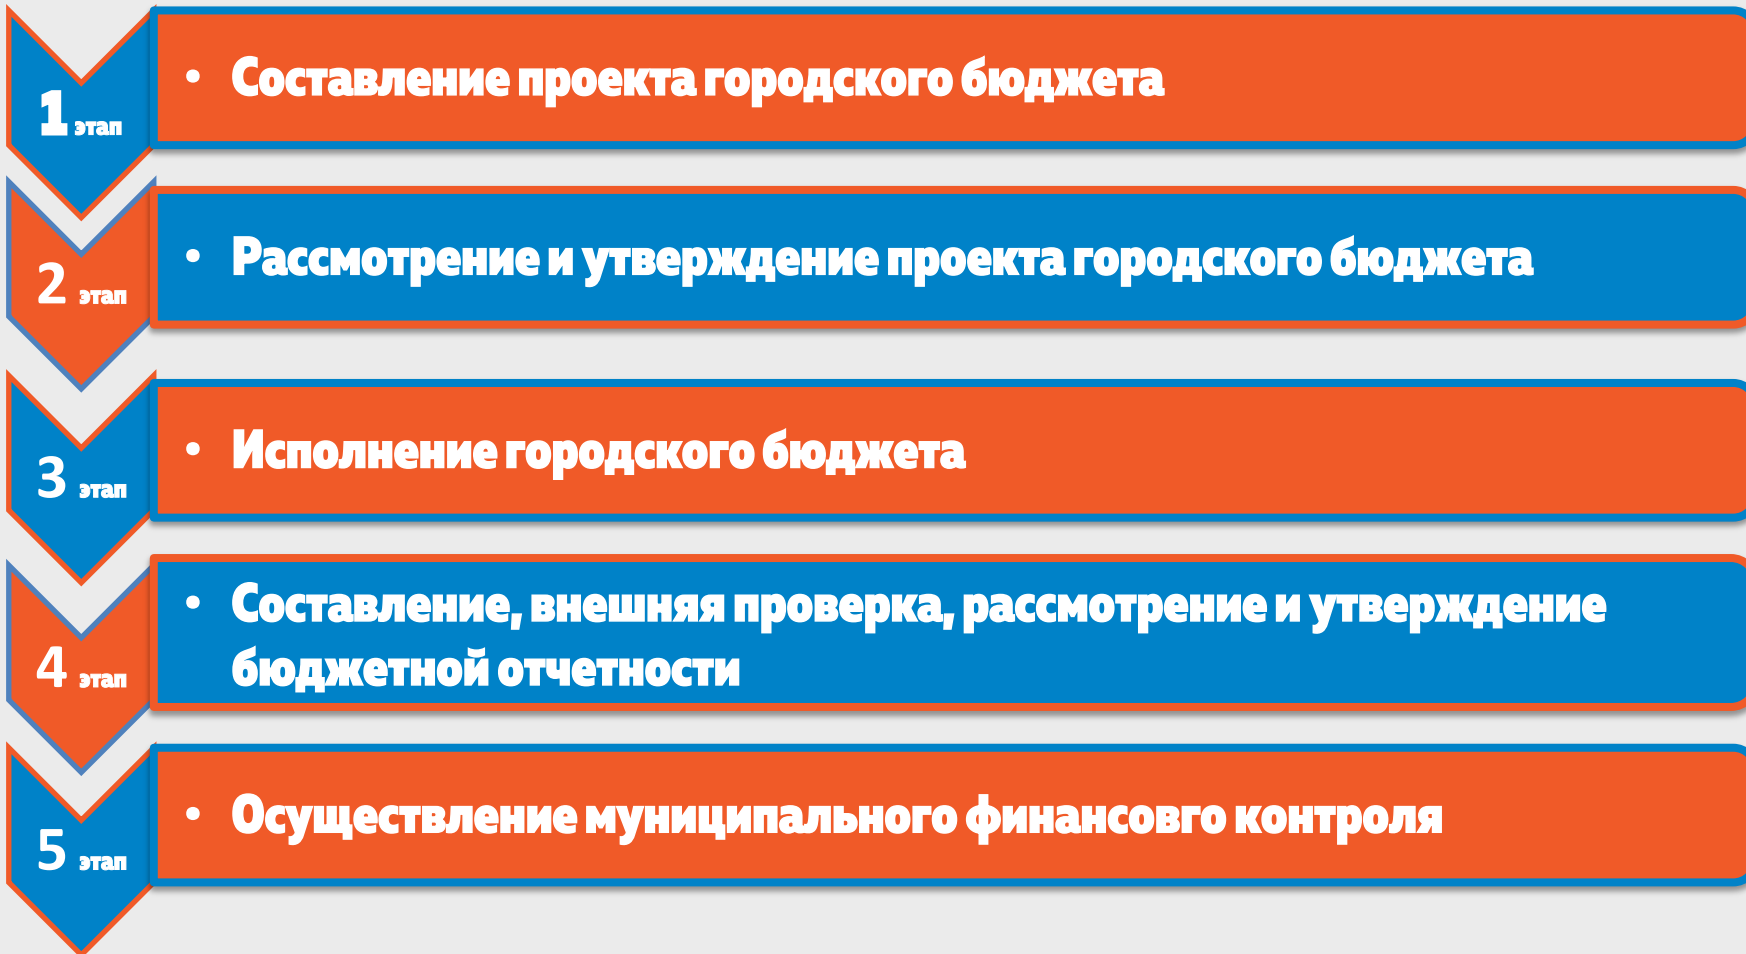 1 этап
• Составление проекта городского бюджета
2 этап
• Рассмотрение и утверждение проекта городского бюджета
3 этап
• Исполнение городского бюджета
4 этап
• Составление, внешняя проверка, рассмотрение и утверждение
бюджетной отчетности
5 этап
• Осуществление муниципального финансовго контроля